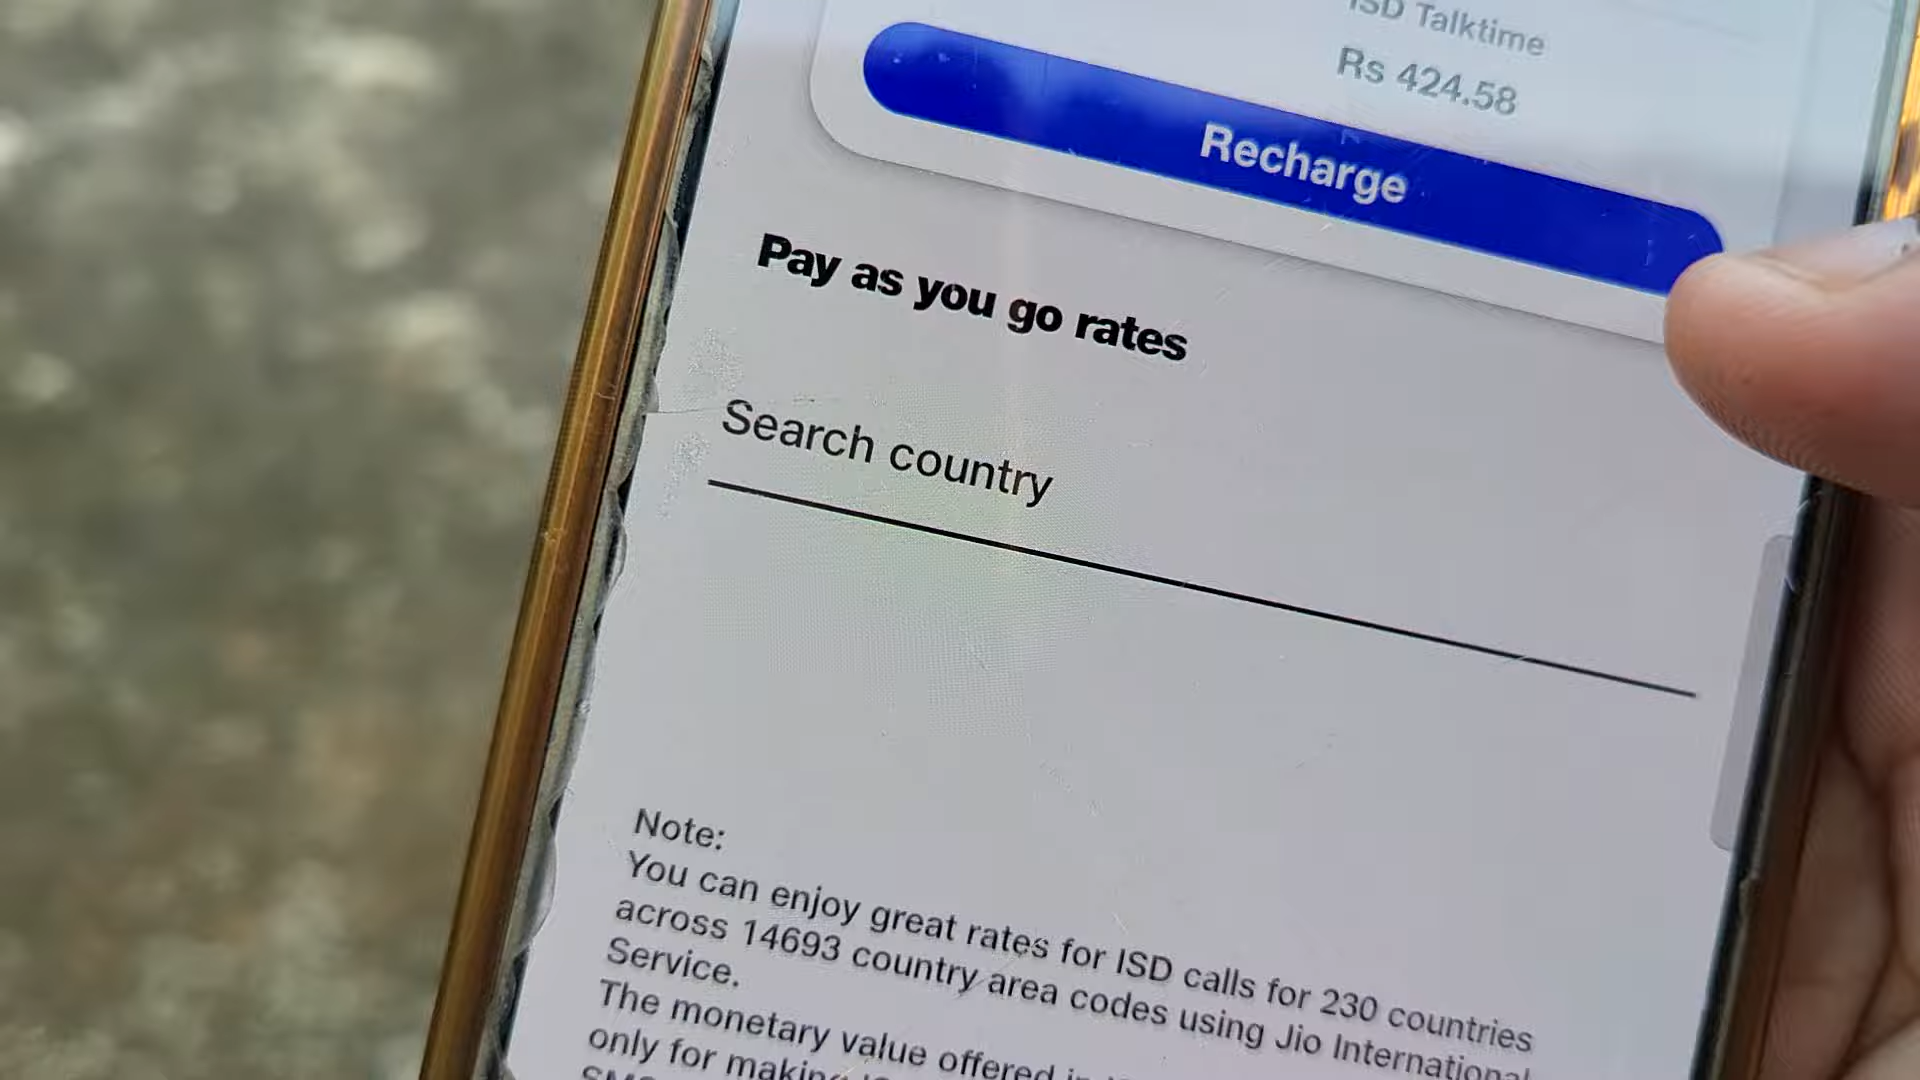 ISD Talktime
Rs 424.58
Recharge
Pay as you go rates
Search country
Note:
You can enjoy great rates for ISD calls for 230 countries
across 14693 country area codes using Jio International
Service.
The monetary value offered
only for making